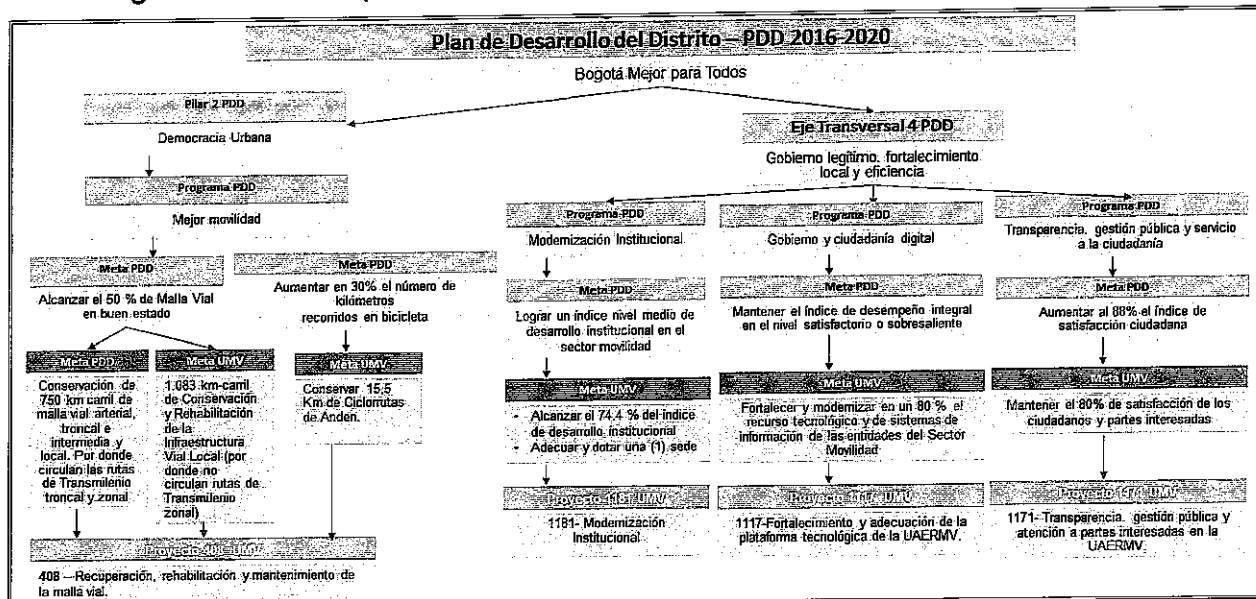 Plan de Desarrollo del Distrito – PDD 2016-2020
Bogotá Mejor para Todos
Pilar 2 PDD
Democracia Urbana
Programa PDD
Mejor movilidad
Meta PDD
Alcanzar el 50 % de Malla Vial
en buen estado
Meta PDD
Aumentar en 30% el número de
kilómetros
recorridos en bicicleta
Meta PDD
Conservación de
750 km carril de
malla vial arterial,
troncal e
intermedia y
local. Por donde
circulan las rutas
de Transmilenio
troncal y zonal
Meta UMV
1.083 km-carril
de Conservación
y Rehabilitación
de la
Infraestructura
Vial Local (por
donde no
circulan rutas de
Transmilenio
zonal)
Meta UMV
Conservar 15.5
Km de Ciclorrutas
de Anden.
Proyecto 408 UMV
408 –Recuperación, rehabilitación y mantenimiento de
la malla vial.
Eje Transversal 4 PDD
Gobierno legítimo. fortalecimiento
local y eficiencia
Programa PDD
Modernización Institucional
Meta PDD
Lograr un índice nivel medio de
desarrollo institucional en el
sector movilidad
Meta UMV
• Alcanzar el 74.4 % del índice
de desarrollo institucional
• Adecuar y dotar una (1) sede
Proyecto 1181 UMV
1181- Modernización
Institucional
Programa PDD
Gobierno y ciudadanía digital
Meta PDD
Mantener el índice de desempeño integral
en el nivel satisfactorio o sobresaliente
Meta UMV
Fortalecer y modernizar en un 80 % el
recurso tecnológico y de sistemas de
información de las entidades del Sector
Movilidad
Proyecto 1117 UMV
1117-Fortalecimiento y adecuación de la
plataforma tecnológica de la UAERMV.
Programa PDD
Transparencia. gestión pública y servicio
a la ciudadanía
Meta PDD
Aumentar al 88% el índice de
satisfacción ciudadana
Meta UMV
Mantener el 80% de satisfacción de los
ciudadanos y partes interesadas
Proyecto 1171 UMV
1171- Transparencia. gestión pública y
atención a partes interesadas en la
UAERMV.